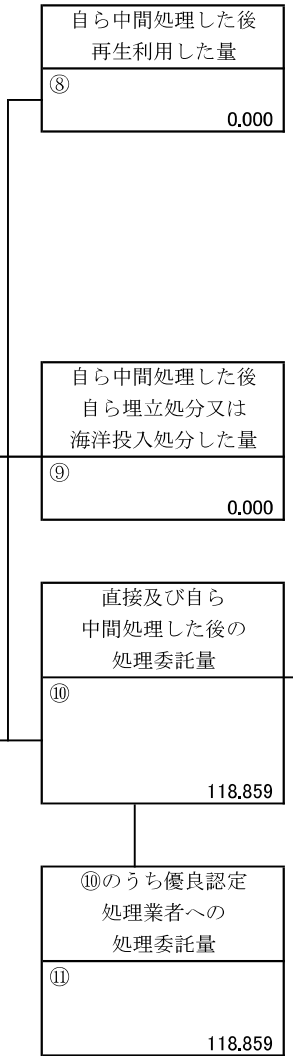 自ら中間処理した後
再生利用した量
⑧
0.000
自ら中間処理した後
自ら埋立処分又は
海洋投入処分した量
⑨
0.000
直接及び自ら
中間処理した後の
処理委託量
⑩
118.859
⑩のうち優良認定
処理業者への
処理委託量
⑪
118.859